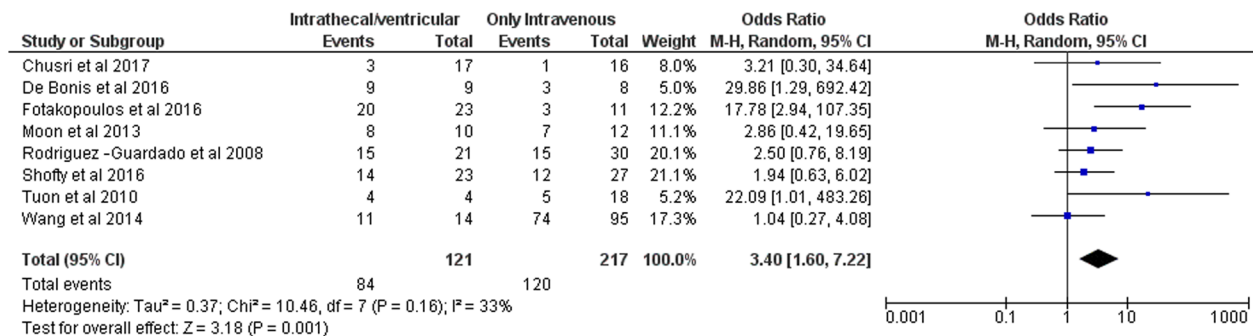 Intrathecal/ventricular Only Intravenous Odds Ratio Odds Ratio
Study or Subgroup Events Total Events Total Weight M-H, Random, 95% CI M-H, Random, 95% CI
Chusri et al 2017 3 17 1 16 8.0% 3.21 [0.30, 34.64]
De Bonis et al 2016 9 9 3 8 5.0% 29.86 [1.29, 692.42]
Fotakopoulos et al 2016 20 23 3 11 12.2% 17.78 [2.94, 107.35]
Moon et al 2013 8 10 7 12 11.1% 2.86 [0.42, 19.65]
Rodriguez -Guardado et al 2008 15 21 15 30 20.1% 2.50 [0.76, 8.19]
Shofty et al 2016 14 23 12 27 21.1% 1.94 [0.63, 6.02]
Tuon et al 2010 4 4 5 18 5.2% 22.09 [1.01, 483.26]
Wang et al 2014 11 14 74 95 17.3% 1.04 [0.27, 4.08]
Total (95% CI) 121 217 100.0% 3.40 [1.60, 7.22]
Total events 84 120
Heterogeneity: Tau² = 0.37; Chi² = 10.46, df = 7 (P = 0.16); I² = 33%
Test for overall effect: Z = 3.18 (P = 0.001)
0.001 0.1 1 10 1000